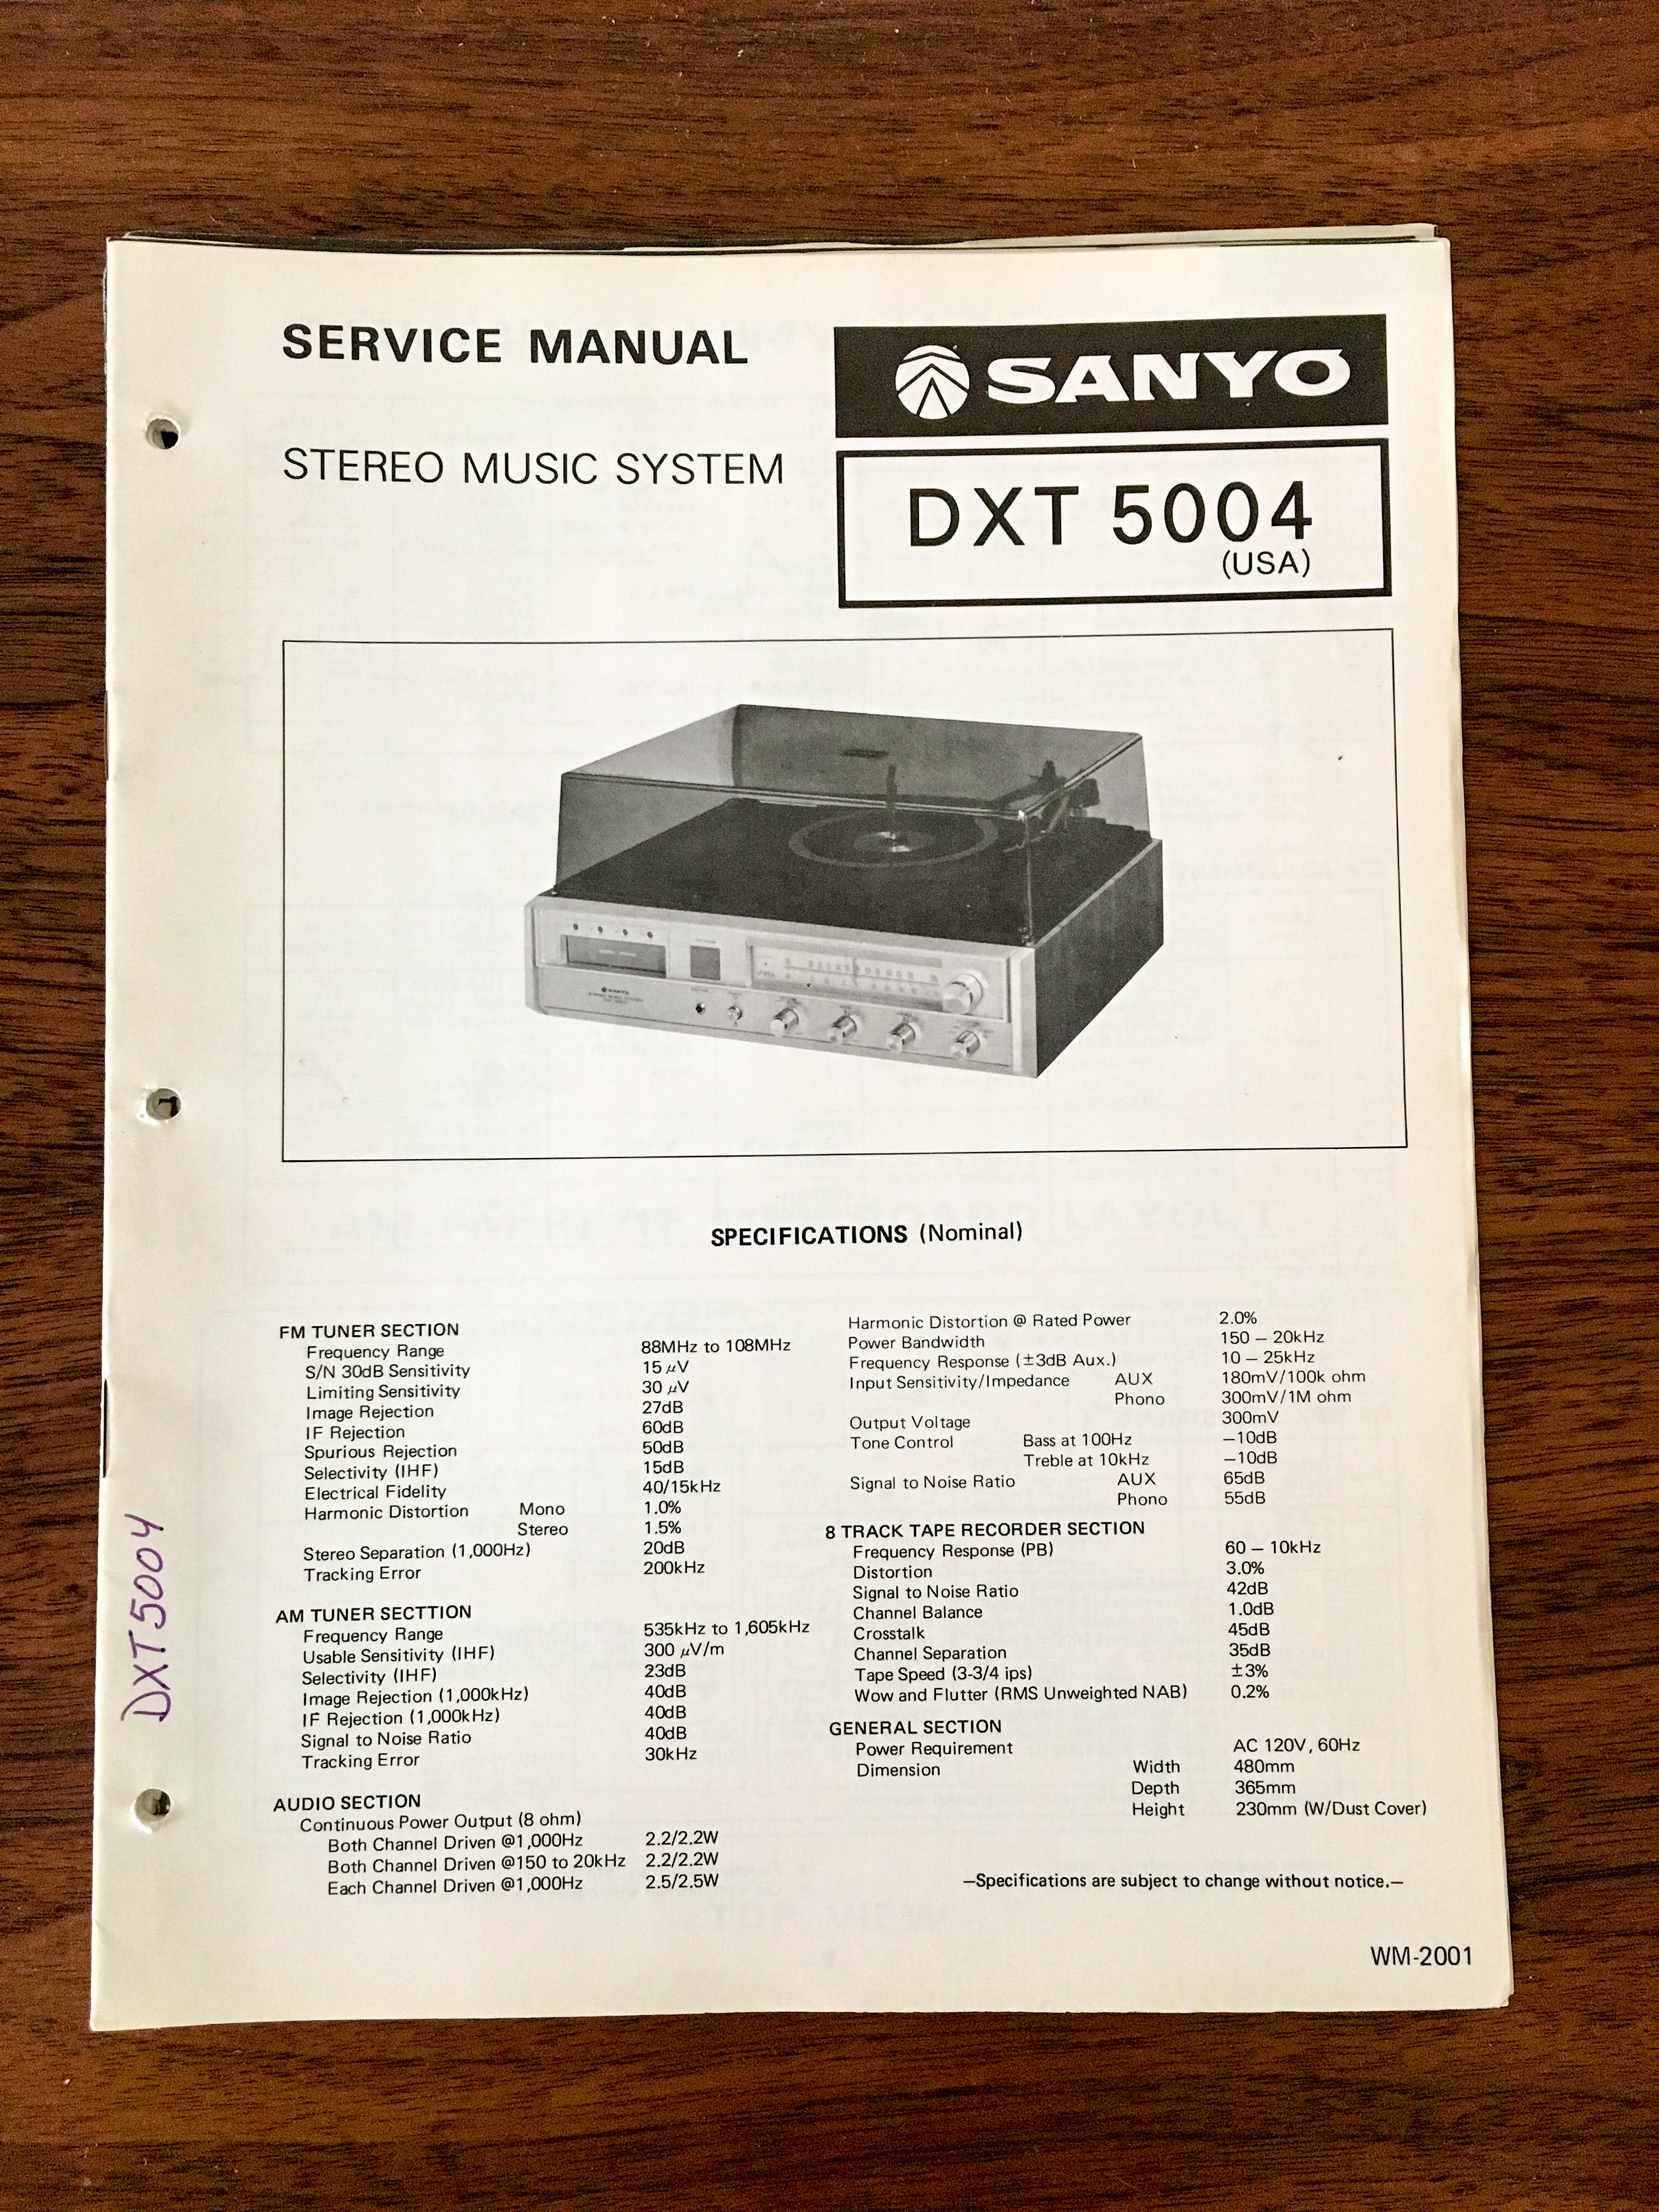 SERVICE MANUAL
SANYO
STEREO MUSIC SYSTEM
DXT 5004
(USA)
SANYO
SPECIFICATIONS (Nominal)
FM TUNER SECTION
Frequency Range 88MHz to 108MHz
S/N 30dB Sensitivity 15 μV
Limiting Sensitivity 30 μV
Image Rejection 27dB
IF Rejection 60dB
Spurious Rejection 50dB
Selectivity (IHF) 15dB
Electrical Fidelity 40/15kHz
Harmonic Distortion Mono 1.0%
Stereo 1.5%
Stereo Separation (1,000Hz) 20dB
Tracking Error 200kHz
AM TUNER SECTTION
Frequency Range 535kHz to 1,605kHz
Usable Sensitivity (IHF) 300 μV/m
Selectivity (IHF) 23dB
Image Rejection (1,000kHz) 40dB
IF Rejection (1,000kHz) 40dB
Signal to Noise Ratio 40dB
Tracking Error 30kHz
AUDIO SECTION
Continuous Power Output (8 ohm)
Both Channel Driven @1,000Hz 2.2/2.2W
Both Channel Driven @150 to 20kHz 2.2/2.2W
Each Channel Driven @1,000Hz 2.5/2.5W
Harmonic Distortion @ Rated Power 2.0%
Power Bandwidth 150 – 20kHz
Frequency Response (±3dB Aux.) 10 – 25kHz
Input Sensitivity/Impedance AUX 180mV/100k ohm
Phono 300mV/1M ohm
Output Voltage 300mV
Tone Control Bass at 100Hz –10dB
Treble at 10kHz –10dB
Signal to Noise Ratio AUX 65dB
Phono 55dB
8 TRACK TAPE RECORDER SECTION
Frequency Response (PB) 60 – 10kHz
Distortion 3.0%
Signal to Noise Ratio 42dB
Channel Balance 1.0dB
Crosstalk 45dB
Channel Separation 35dB
Tape Speed (3-3/4 ips) ±3%
Wow and Flutter (RMS Unweighted NAB) 0.2%
GENERAL SECTION
Power Requirement AC 120V, 60Hz
Dimension Width 480mm
Depth 365mm
Height 230mm (W/Dust Cover)
—Specifications are subject to change without notice.—
WM-2001
DXT5004